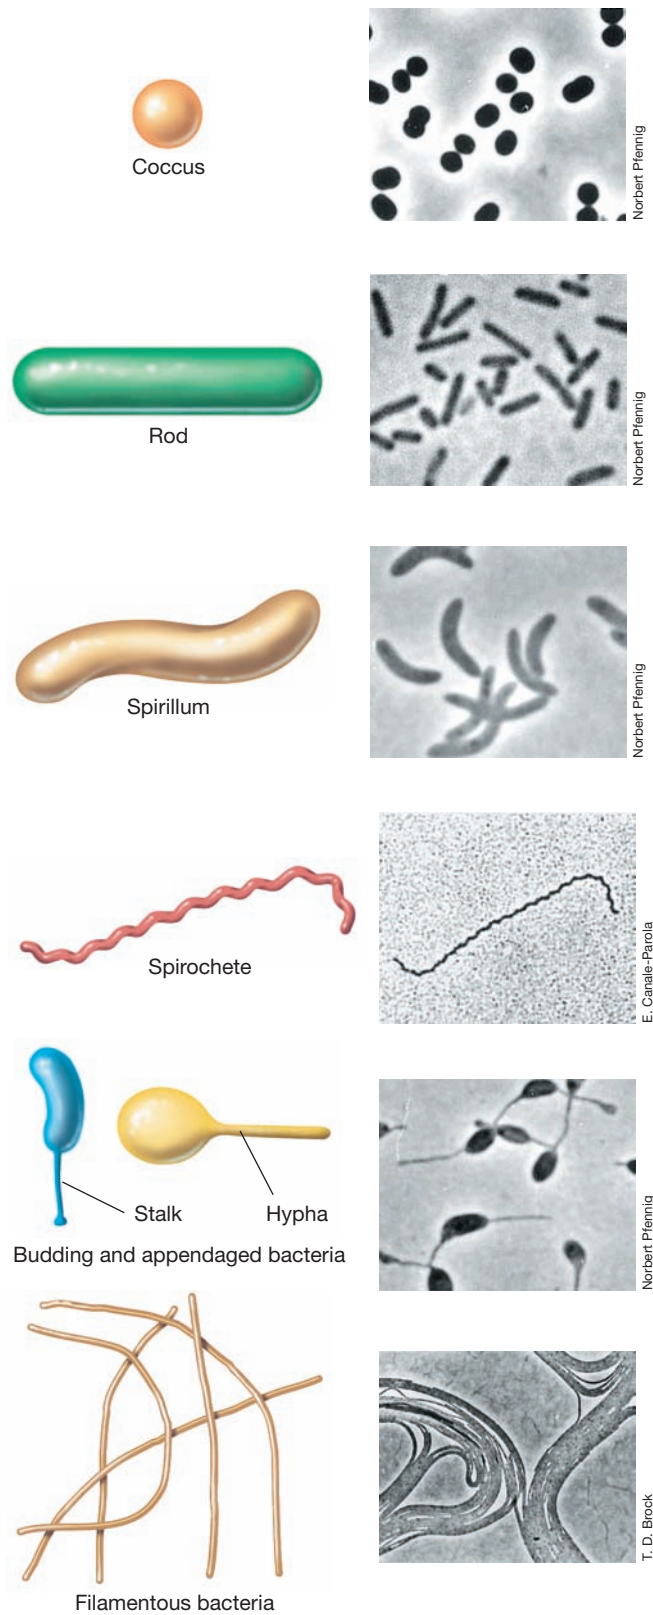 Coccus
Norbert Pfennig
Rod
Norbert Pfennig
Spirillum
Norbert Pfennig
Spirochete
E. Canale-Parola
Stalk
Hypha
Budding and appendaged bacteria
Norbert Pfennig
Filamentous bacteria
T. D. Brock